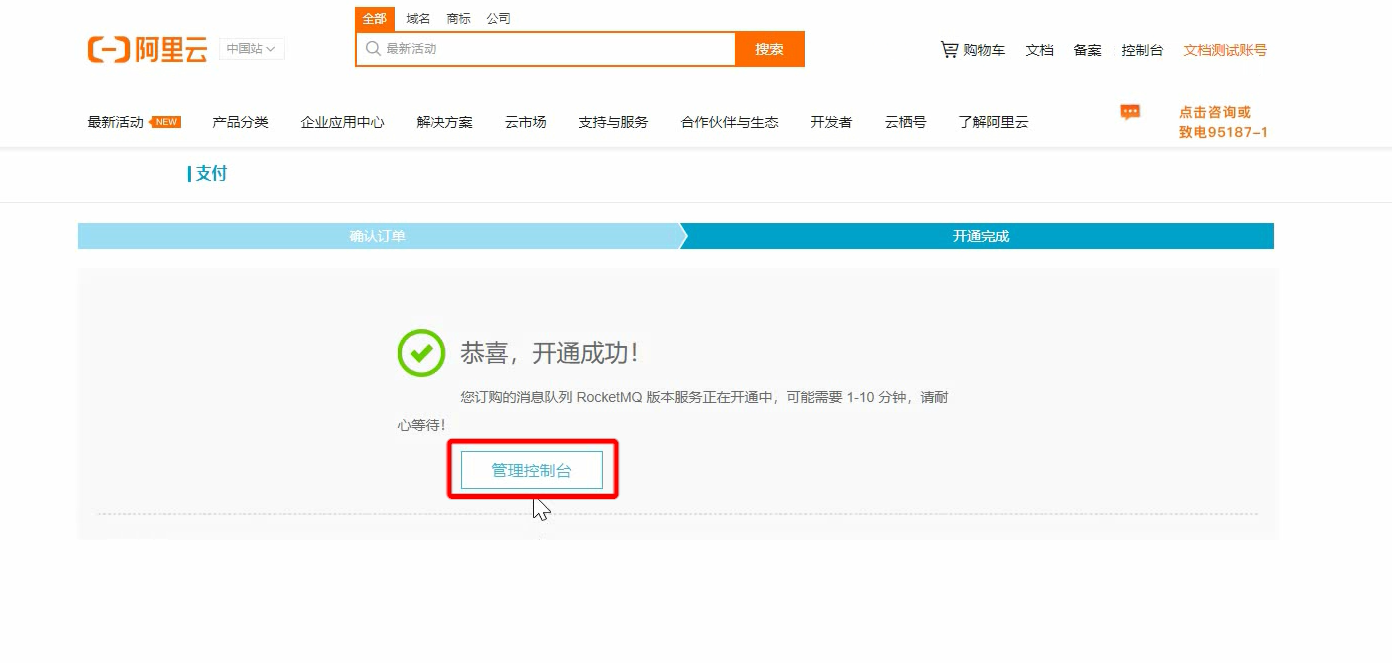 全部 域名 商标 公司
阿里云 中国站 最新活动 搜索 购物车 文档 备案 控制台 文档测试账号
最新活动 NEW 产品分类 企业应用中心 解决方案 云市场 支持与服务 合作伙伴与生态 开发者 云栖号 了解阿里云 点击咨询或
致电95187-1
支付
确认订单 开通完成
恭喜，开通成功！
您订购的消息队列 RocketMQ 版本服务正在开通中，可能需要 1-10 分钟，请耐
心等待！
管理控制台